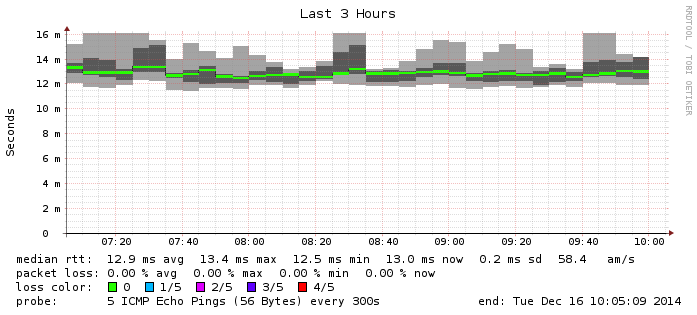 Last 3 Hours
RRDTOOL / TOBI OETIKER
Seconds
16 m
14 m
12 m
10 m
8 m
6 m
4 m
2 m
0
07:20 07:40 08:00 08:20 08:40 09:00 09:20 09:40 10:00
median rtt: 12.9 ms avg 13.4 ms max 12.5 ms min 13.0 ms now 0.2 ms sd 58.4 am/s
packet loss: 0.00 % avg 0.00 % max 0.00 % min 0.00 % now
loss color: 0 1/5 2/5 3/5 4/5
probe: 5 ICMP Echo Pings (56 Bytes) every 300s end: Tue Dec 16 10:05:09 2014